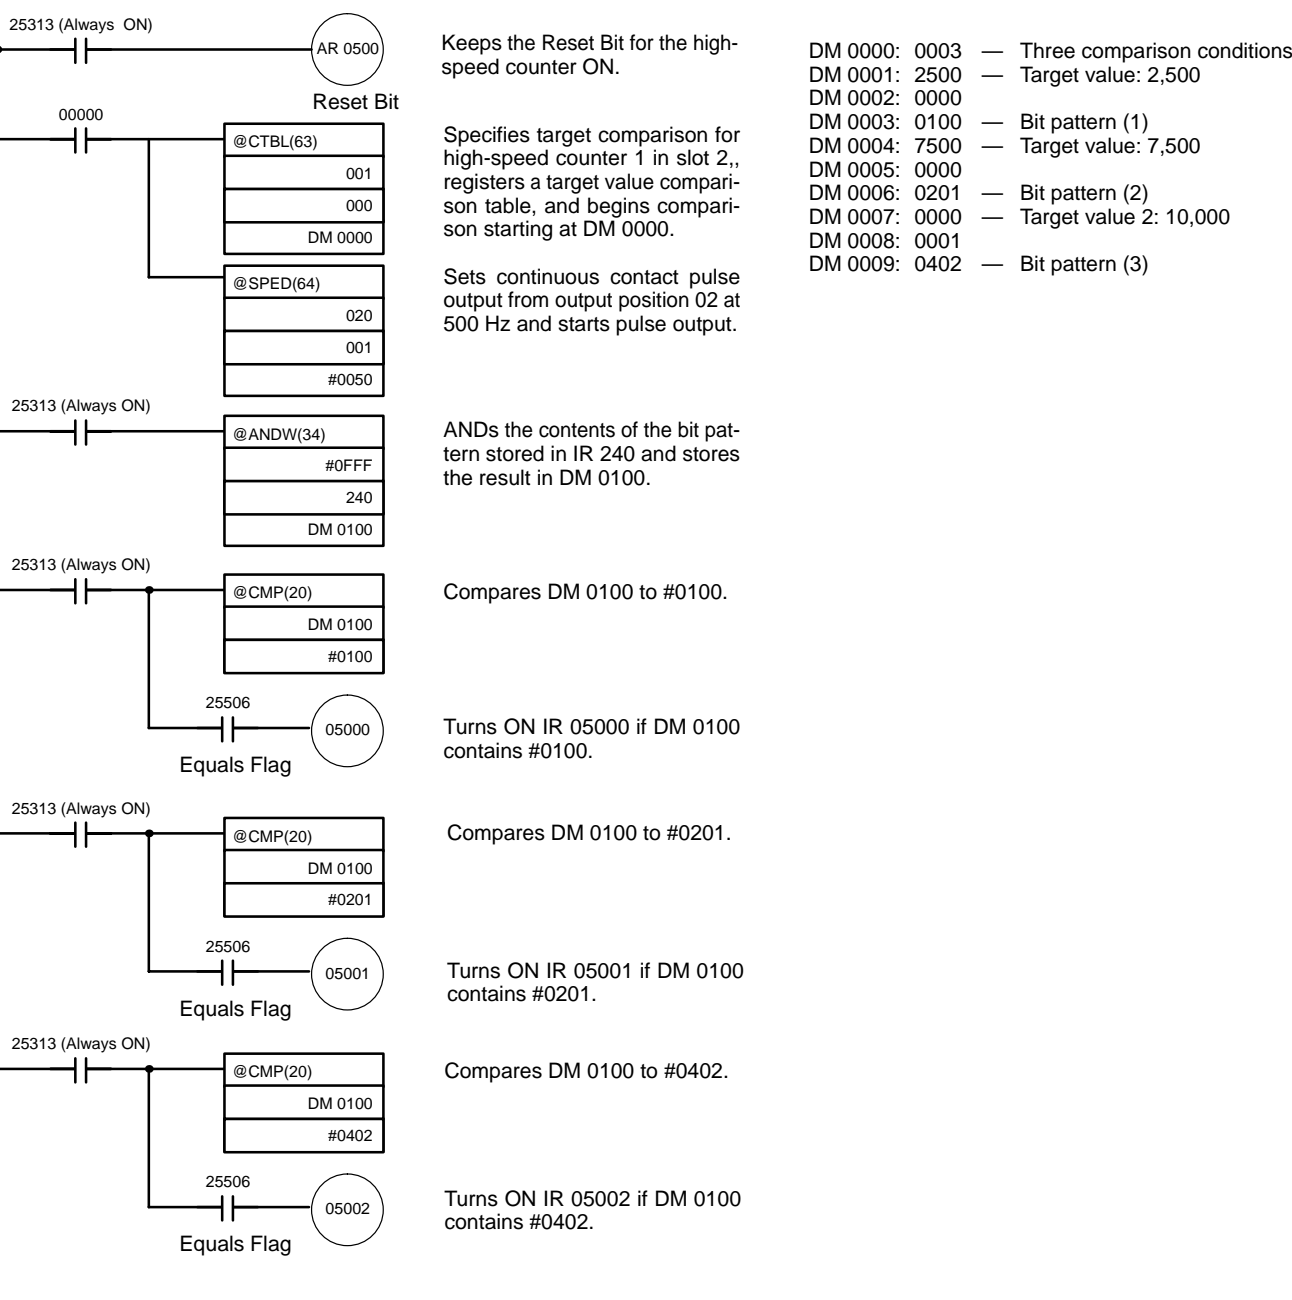 25313 (Always ON)
AR 0500
Reset Bit
Keeps the Reset Bit for the high-
speed counter ON.
00000
@CTBL(63)
001
000
DM 0000
Specifies target comparison for
high-speed counter 1 in slot 2,,
registers a target value compari-
son table, and begins compari-
son starting at DM 0000.
@SPED(64)
020
001
#0050
Sets continuous contact pulse
output from output position 02 at
500 Hz and starts pulse output.
25313 (Always ON)
@ANDW(34)
#0FFF
240
DM 0100
ANDs the contents of the bit pat-
tern stored in IR 240 and stores
the result in DM 0100.
25313 (Always ON)
@CMP(20)
DM 0100
#0100
Compares DM 0100 to #0100.
25506
05000
Equals Flag
Turns ON IR 05000 if DM 0100
contains #0100.
25313 (Always ON)
@CMP(20)
DM 0100
#0201
Compares DM 0100 to #0201.
25506
05001
Equals Flag
Turns ON IR 05001 if DM 0100
contains #0201.
25313 (Always ON)
@CMP(20)
DM 0100
#0402
Compares DM 0100 to #0402.
25506
05002
Equals Flag
Turns ON IR 05002 if DM 0100
contains #0402.
DM 0000: 0003 — Three comparison conditions
DM 0001: 2500 — Target value: 2,500
DM 0002: 0000
DM 0003: 0100 — Bit pattern (1)
DM 0004: 7500 — Target value: 7,500
DM 0005: 0000
DM 0006: 0201 — Bit pattern (2)
DM 0007: 0000 — Target value 2: 10,000
DM 0008: 0001
DM 0009: 0402 — Bit pattern (3)